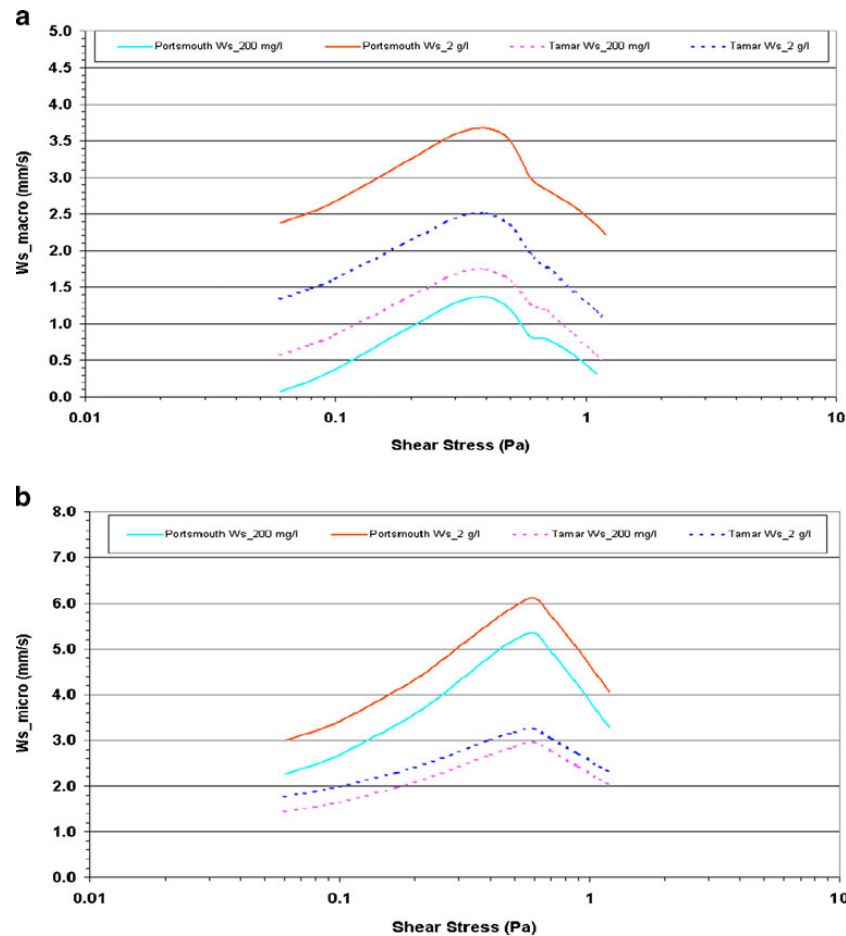 a
5.0
Portsmouth Ws_200 mg/l Portsmouth Ws_2 g/l Tamar Ws_200 mg/l Tamar Ws_2 g/l
4.5
4.0
3.5
3.0
2.5
2.0
1.5
1.0
0.5
0.0
Ws_macro (mm/s)
0.01 0.1 1 10
Shear Stress (Pa)
b
8.0
Portsmouth Ws_200 mg/l Portsmouth Ws_2 g/l Tamar Ws_200 mg/l Tamar Ws_2 g/l
7.0
6.0
5.0
4.0
3.0
2.0
1.0
0.0
Ws_micro (mm/s)
0.01 0.1 1 10
Shear Stress (Pa)